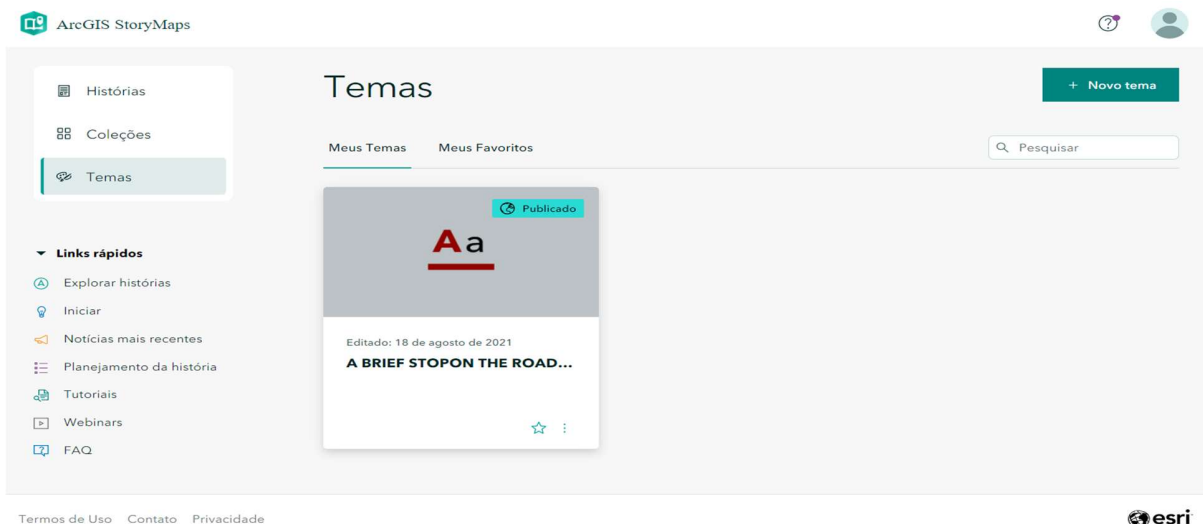 ArcGIS StoryMaps
Histórias
Coleções
Temas
Links rápidos
Explorar histórias
Iniciar
Notícias mais recentes
Planejamento da história
Tutoriais
Webinars
FAQ
Temas
+ Novo tema
Meus Temas Meus Favoritos
Pesquisar
Publicado
Aa
Editado: 18 de agosto de 2021
A BRIEF STOPON THE ROAD...
Termos de Uso Contato Privacidade
esri